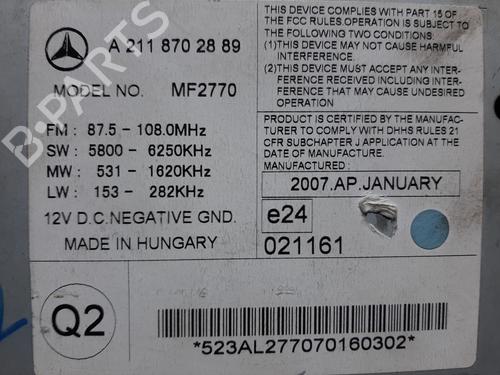 A 211 870 28 89
MODEL NO. MF2770
FM : 87.5 - 108.0MHz
SW : 5800 - 6250KHz
MW : 531 - 1620KHz
LW : 153 - 282KHz
12V D.C.NEGATIVE GND.
MADE IN HUNGARY
THIS DEVICE COMPLIES WITH PART 15 OF
THE FCC RULES.OPERATION IS SUBJECT TO
THE FOLLOWING TWO CONDITIONS
(1)THIS DEVICE MAY NOT CAUSE HARMFUL
INTERFERENCE
(2)THIS DEVICE MUST ACCEPT ANY INTER-
FERENCE RECEIVED INCLUDING INTER-
FERENCE THAT MAY CAUSE UNDESIRED
OPERATION
PRODUCT IS CERTIFIED BY THE MANUFAC-
TURER TO COMPLY WITH DHHS RULES 21
CFR SUBCHAPTER J APPLICATION AT DATE
OF MANUFACTURE.
MANUFACTURED :
2007.AP.JANUARY
e24
021161
Q2
*523AL277070160302*
B-PARTS